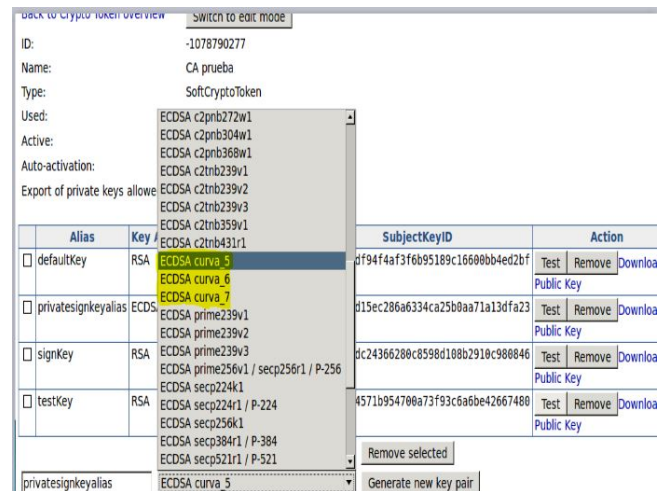 Back to Crypto Token overview Switch to edit mode
ID: -1078790277
Name: CA prueba
Type: SoftCryptoToken
Used:
Active:
Auto-activation:
Export of private keys allowe
ECDSA c2pnb272w1
ECDSA c2pnb304w1
ECDSA c2pnb368w1
ECDSA c2tnb239v1
ECDSA c2tnb239v2
ECDSA c2tnb239v3
ECDSA c2tnb359v1
ECDSA c2tnb431r1
ECDSA curva_5
ECDSA curva_6
ECDSA curva_7
ECDSA prime239v1
ECDSA prime239v2
ECDSA prime239v3
ECDSA prime256v1 / secp256r1 / P-256
ECDSA secp224k1
ECDSA secp224r1 / P-224
ECDSA secp256k1
ECDSA secp384r1 / P-384
ECDSA secp521r1 / P-521
Alias Key SubjectKeyID Action
defaultKey RSA df94f4af3f6b95189c16600bb4ed2bf Test Remove Downloa
Public Key
privatesignkeyalias ECDS d15ec286a6334ca25b0aa71a13dfa23 Test Remove Downloa
Public Key
signKey RSA dc24366280c8598d108b2910c980846 Test Remove Downloa
Public Key
testKey RSA 4571b954700a73f93c6a6be42667480 Test Remove Downloa
Public Key
Remove selected
privatesignkeyalias ECDSA curva_5 Generate new key pair